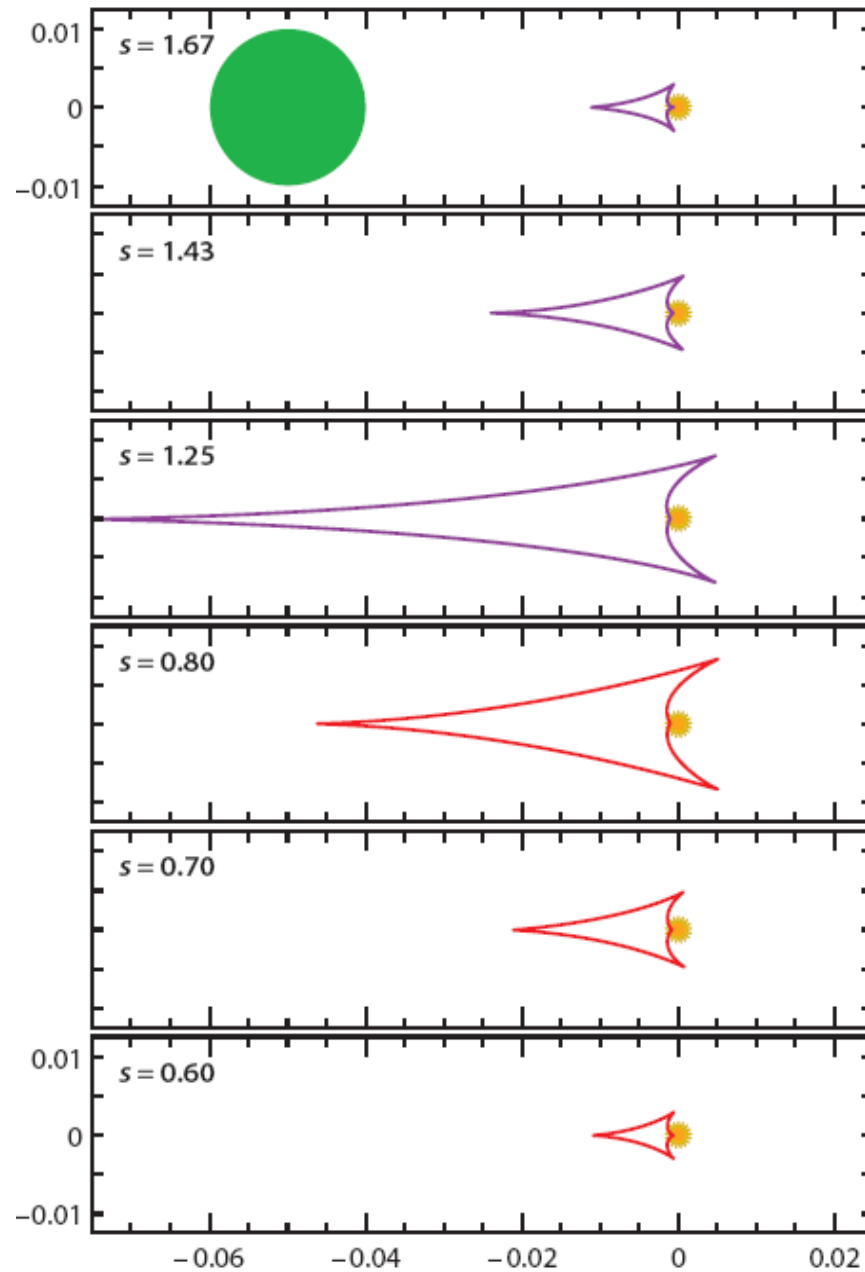 0.01
s = 1.67
0
−0.01
s = 1.43
s = 1.25
s = 0.80
s = 0.70
0.01
s = 0.60
0
−0.01
−0.06 −0.04 −0.02 0 0.02